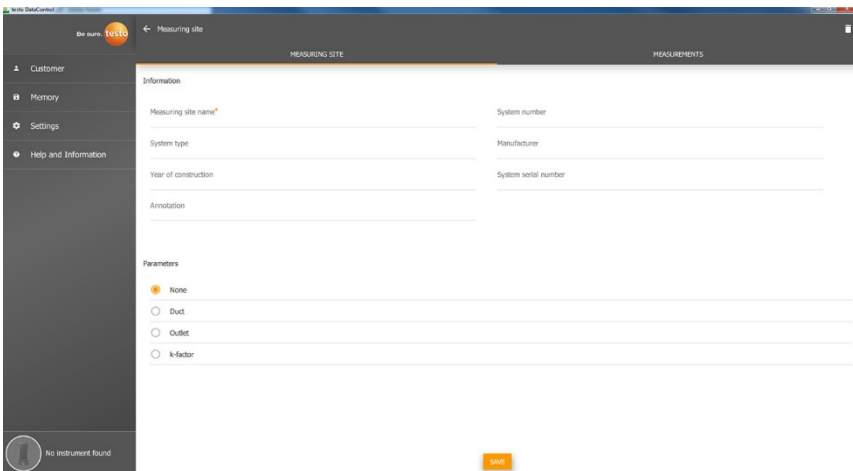 testo DataControl
Be sure. testo
Measuring site
MEASURING SITE
MEASUREMENTS
Customer
Memory
Settings
Help and Information
Information
Measuring site name*
System number
System type
Manufacturer
Year of construction
System serial number
Annotation
Parameters
None
Duct
Outlet
k-factor
No instrument found
SAVE